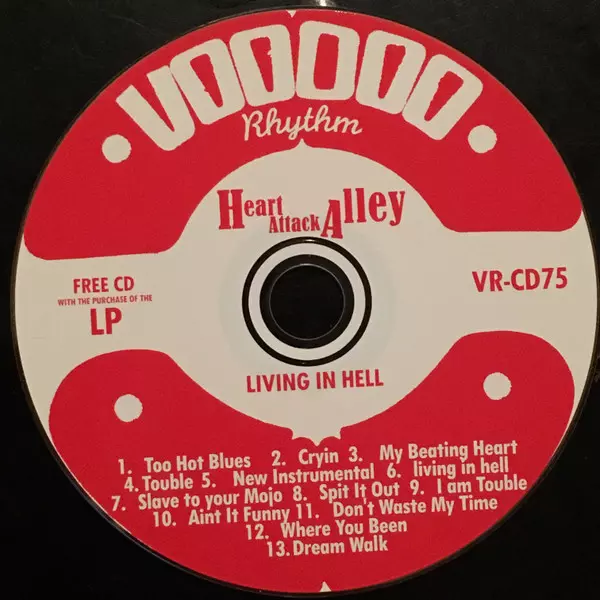 VOODOO
Rhythm
Heart Attack Alley
FREE CD
WITH THE PURCHASE OF THE
LP
VR-CD75
LIVING IN HELL
1. Too Hot Blues 2. Cryin 3. My Beating Heart
4. Touble 5. New Instrumental 6. living in hell
7. Slave to your Mojo 8. Spit It Out 9. I am Touble
10. Aint It Funny 11. Don't Waste My Time
12. Where You Been
13. Dream Walk